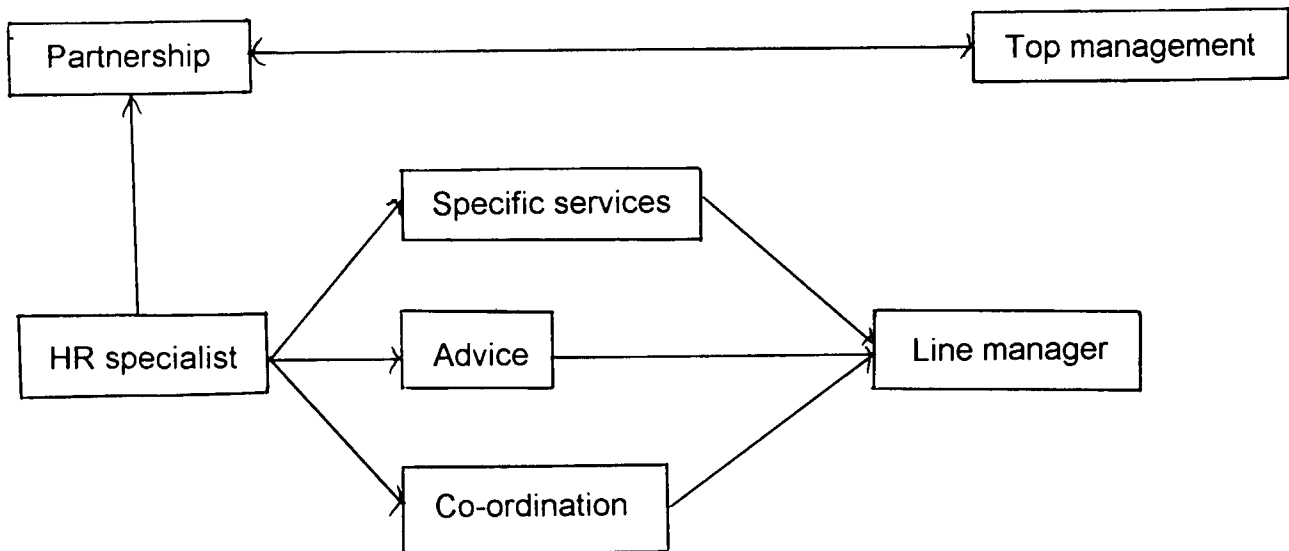 Partnership
Top management
Specific services
HR specialist
Advice
Line manager
Co-ordination